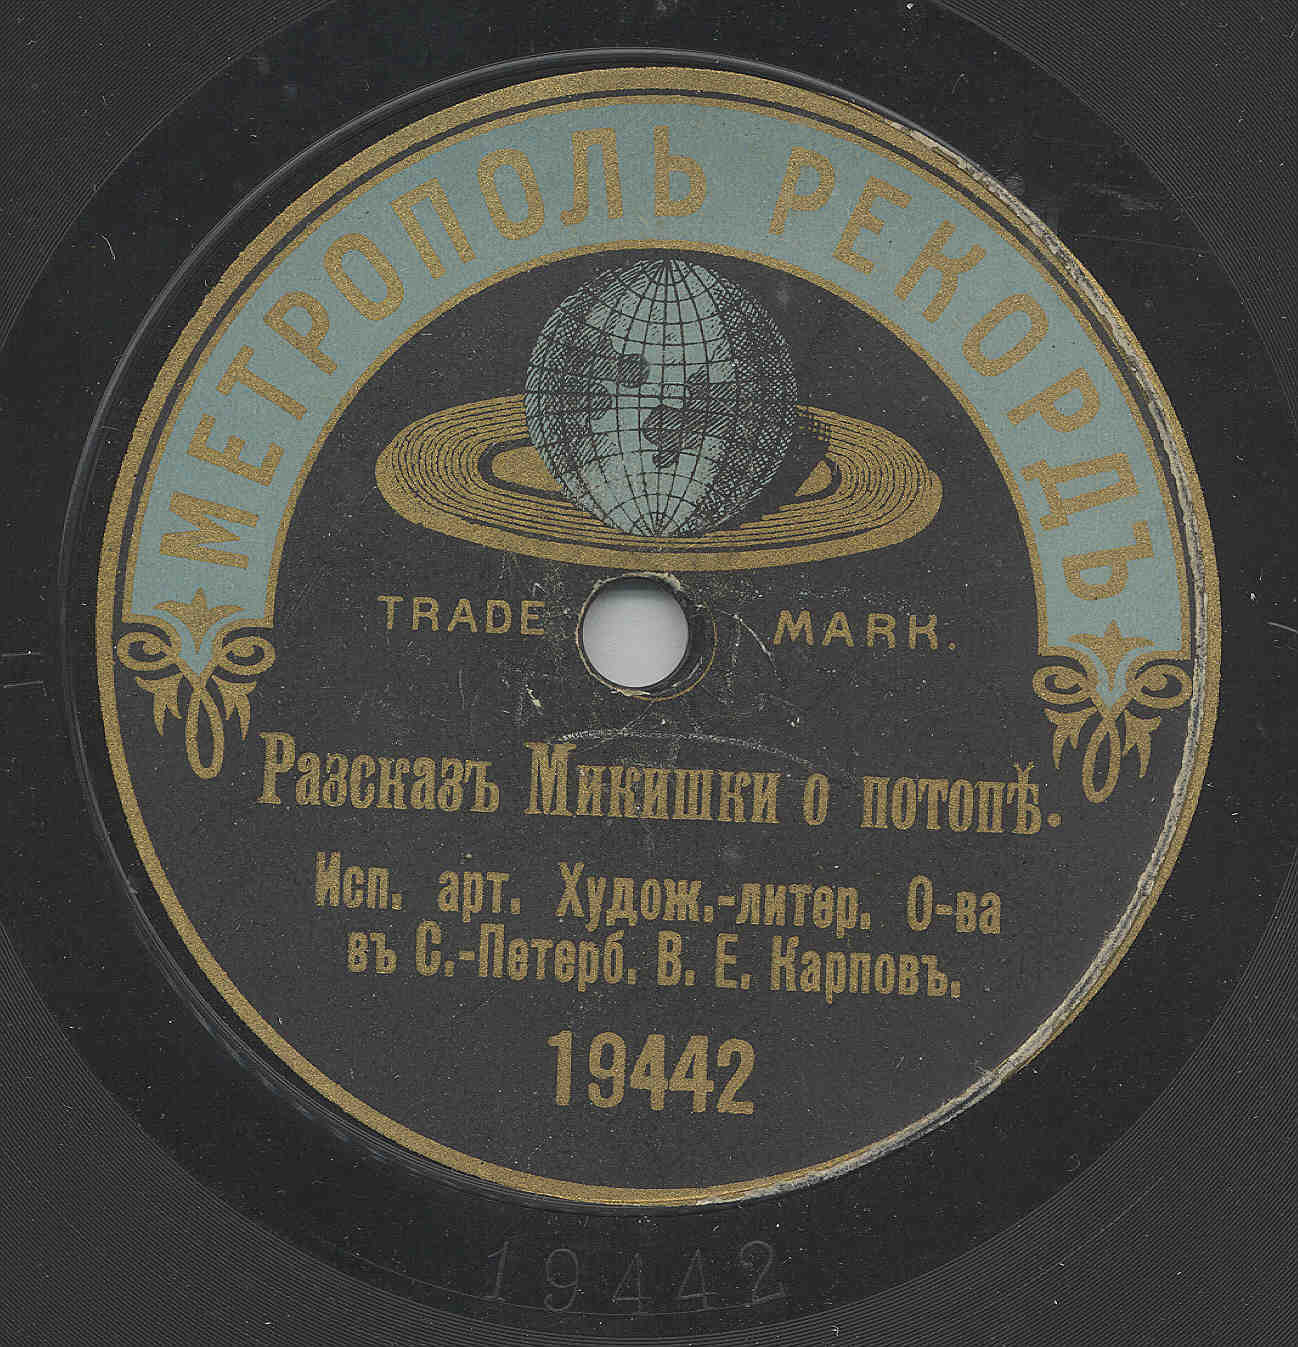 МЕТРОПОЛЬ РЕКОРДЪ
TRADE MARK.
Разсказъ Микишки о потопѣ.
Исп. арт. Худож.-литер. О-ва
въ С.-Петерб. В. Е. Карповъ.
19442
19442